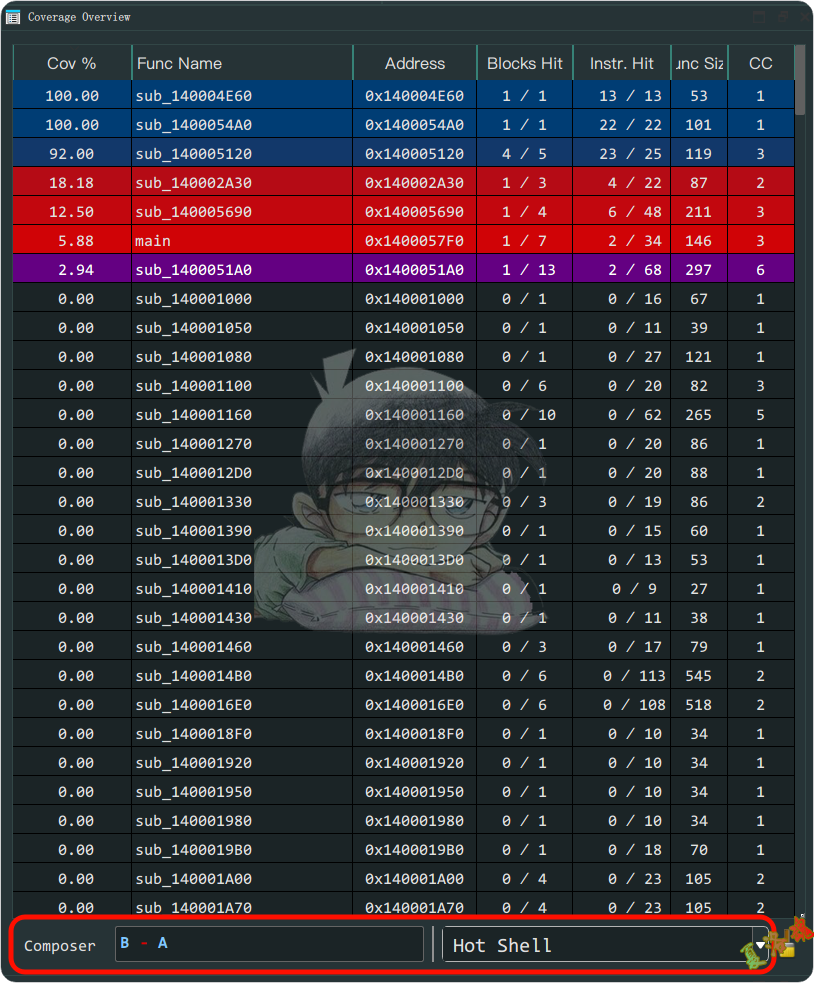 Coverage Overview
Cov % Func Name Address Blocks Hit Instr. Hit unc Siz CC
100.00 sub_140004E60 0x140004E60 1 / 1 13 / 13 53 1
100.00 sub_1400054A0 0x1400054A0 1 / 1 22 / 22 101 1
92.00 sub_140005120 0x140005120 4 / 5 23 / 25 119 3
18.18 sub_140002A30 0x140002A30 1 / 3 4 / 22 87 2
12.50 sub_140005690 0x140005690 1 / 4 6 / 48 211 3
5.88 main 0x1400057F0 1 / 7 2 / 34 146 3
2.94 sub_1400051A0 0x1400051A0 1 / 13 2 / 68 297 6
0.00 sub_140001000 0x140001000 0 / 1 0 / 16 67 1
0.00 sub_140001050 0x140001050 0 / 1 0 / 11 39 1
0.00 sub_140001080 0x140001080 0 / 1 0 / 27 121 1
0.00 sub_140001100 0x140001100 0 / 6 0 / 20 82 3
0.00 sub_140001160 0x140001160 0 / 10 0 / 62 265 5
0.00 sub_140001270 0x140001270 0 / 1 0 / 20 86 1
0.00 sub_1400012D0 0x1400012D0 0 / 1 0 / 20 88 1
0.00 sub_140001330 0x140001330 0 / 3 0 / 19 86 2
0.00 sub_140001390 0x140001390 0 / 1 0 / 15 60 1
0.00 sub_1400013D0 0x1400013D0 0 / 1 0 / 13 53 1
0.00 sub_140001410 0x140001410 0 / 1 0 / 9 27 1
0.00 sub_140001430 0x140001430 0 / 1 0 / 11 38 1
0.00 sub_140001460 0x140001460 0 / 3 0 / 17 79 1
0.00 sub_1400014B0 0x1400014B0 0 / 6 0 / 113 545 2
0.00 sub_1400016E0 0x1400016E0 0 / 6 0 / 108 518 2
0.00 sub_1400018F0 0x1400018F0 0 / 1 0 / 10 34 1
0.00 sub_140001920 0x140001920 0 / 1 0 / 10 34 1
0.00 sub_140001950 0x140001950 0 / 1 0 / 10 34 1
0.00 sub_140001980 0x140001980 0 / 1 0 / 10 34 1
0.00 sub_1400019B0 0x1400019B0 0 / 1 0 / 18 70 1
0.00 sub_140001A00 0x140001A00 0 / 4 0 / 23 105 2
0.00 sub_140001A70 0x140001A70 0 / 4 0 / 23 105 2
Composer B - A Hot Shell